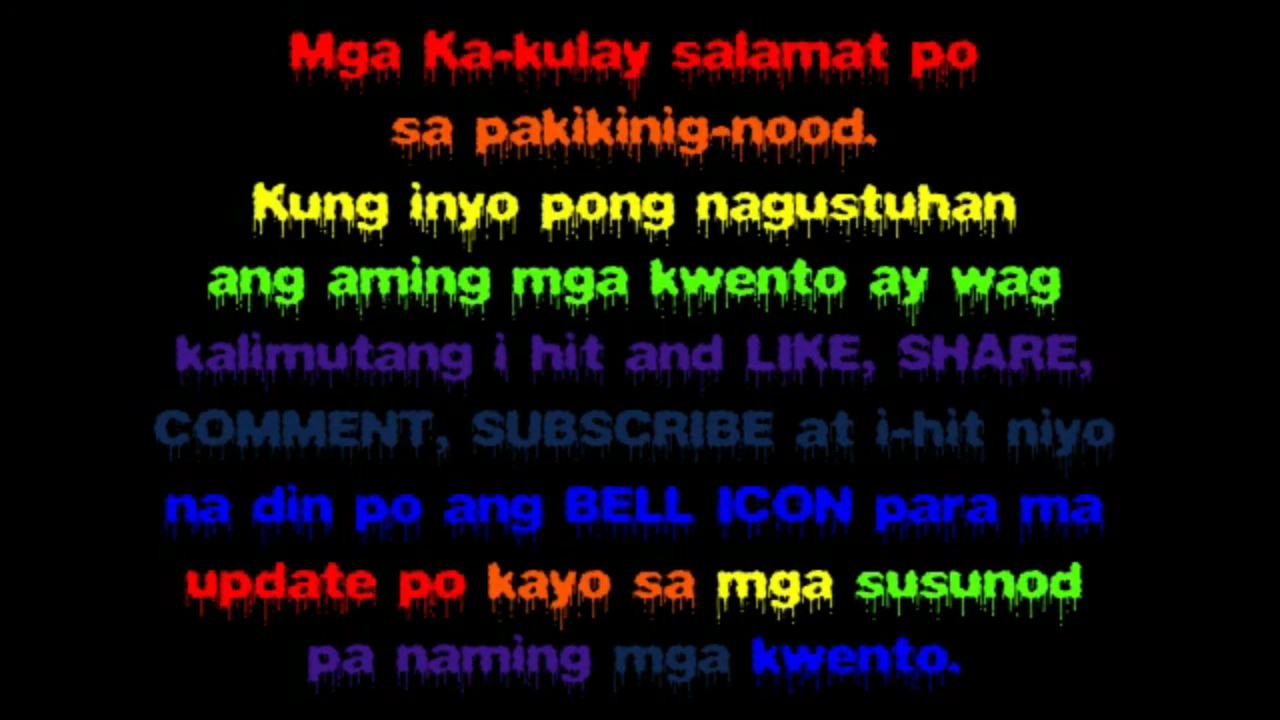 Mga Ka-kulay salamat po
sa pakikinig-nood.
Kung inyo pong nagustuhan
ang aming mga kwento ay wag
kalimutang i hit and LIKE, SHARE,
COMMENT, SUBSCRIBE at i-hit niyo
na din po ang BELL ICON para ma
update po kayo sa mga susunod
pa naming mga kwento.